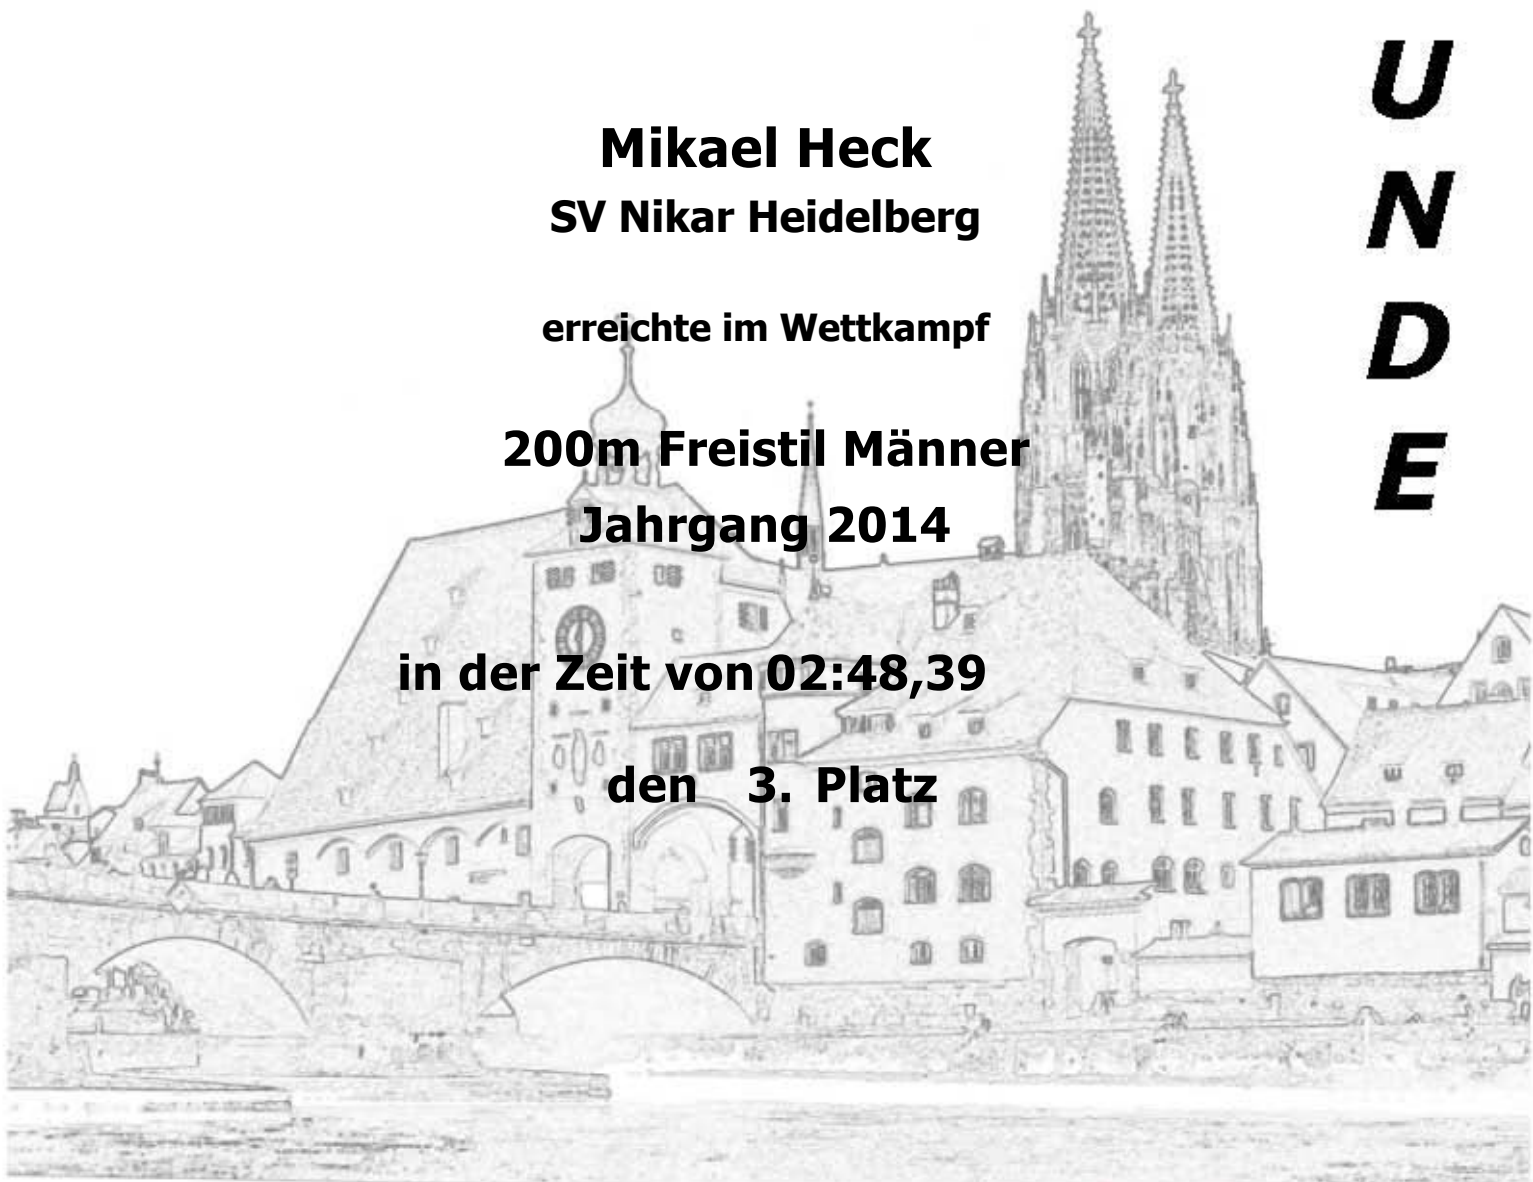 Mikael Heck
SV Nikar Heidelberg
erreichte im Wettkampf
200m Freistil Männer
Jahrgang 2014
in der Zeit von 02:48,39
den 3. Platz
U
N
D
E